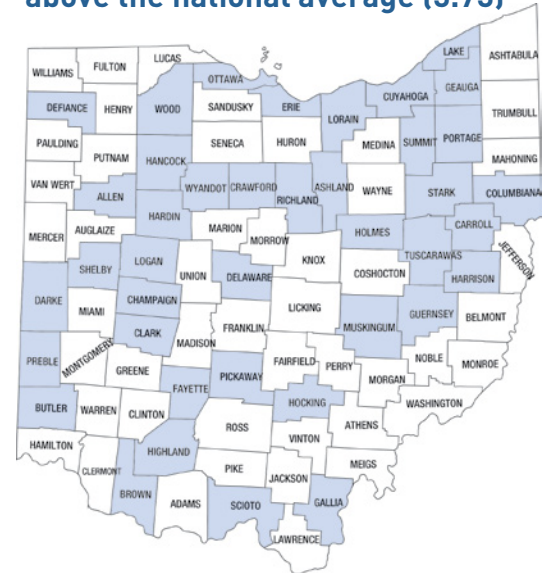 above the national average (3.73)
LUCAS
WILLIAMS
FULTON
OTTAWA
LAKE
ASHTABULA
DEFIANCE
HENRY
WOOD
SANDUSKY
ERIE
LORAIN
CUYAHOGA
GEAUGA
TRUMBULL
PAULDING
PUTNAM
HANCOCK
SENECA
HURON
MEDINA
SUMMIT
PORTAGE
MAHONING
VAN WERT
ALLEN
WYANDOT
CRAWFORD
RICHLAND
ASHLAND
WAYNE
STARK
COLUMBIANA
MERCER
AUGLAIZE
HARDIN
MARION
MORROW
HOLMES
CARROLL
JEFFERSON
SHELBY
LOGAN
UNION
DELAWARE
KNOX
COSHOCTON
TUSCARAWAS
HARRISON
DARKE
MIAMI
CHAMPAIGN
CLARK
MADISON
FRANKLIN
LICKING
MUSKINGUM
GUERNSEY
BELMONT
PREBLE
MONTGOMERY
GREENE
FAYETTE
PICKAWAY
FAIRFIELD
PERRY
MORGAN
NOBLE
MONROE
BUTLER
WARREN
CLINTON
ROSS
HOCKING
ATHENS
WASHINGTON
HAMILTON
CLERMONT
HIGHLAND
VINTON
MEIGS
BROWN
ADAMS
PIKE
SCIOTO
JACKSON
GALLIA
LAWRENCE